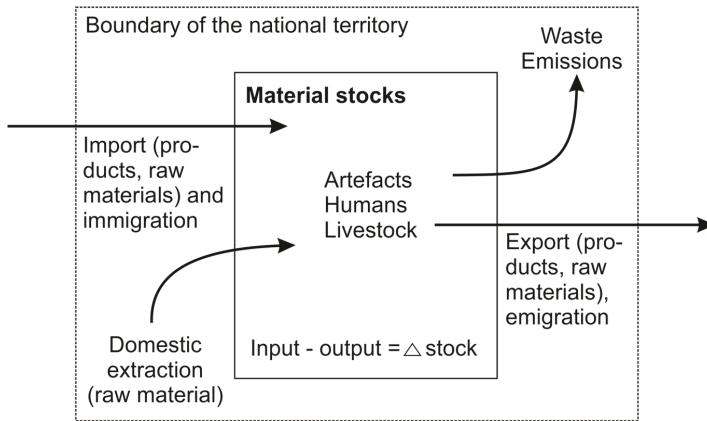 Boundary of the national territory
Waste
Emissions
Material stocks
Import (pro-
ducts, raw
materials) and
immigration
Artefacts
Humans
Livestock
Export (pro-
ducts, raw
materials),
emigration
Domestic
extraction
(raw material)
Input - output = △ stock